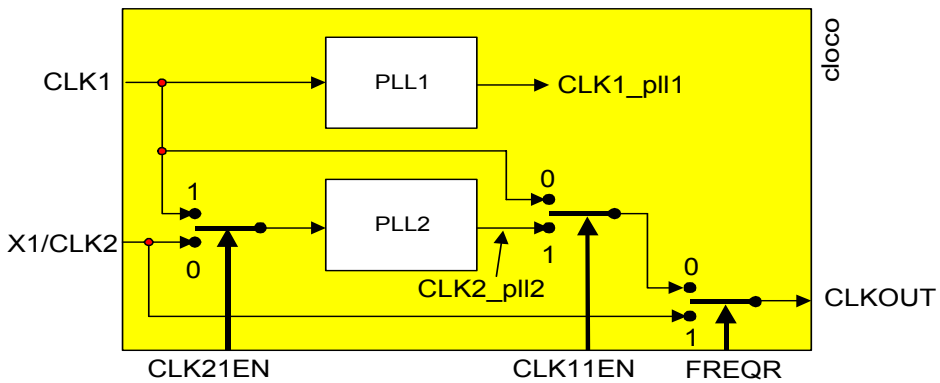 cloco
CLK1
PLL1
CLK1_pll1
1
0
X1/CLK2
PLL2
0
1
CLK2_pll2
0
CLKOUT
1
CLK21EN
CLK11EN
FREQR